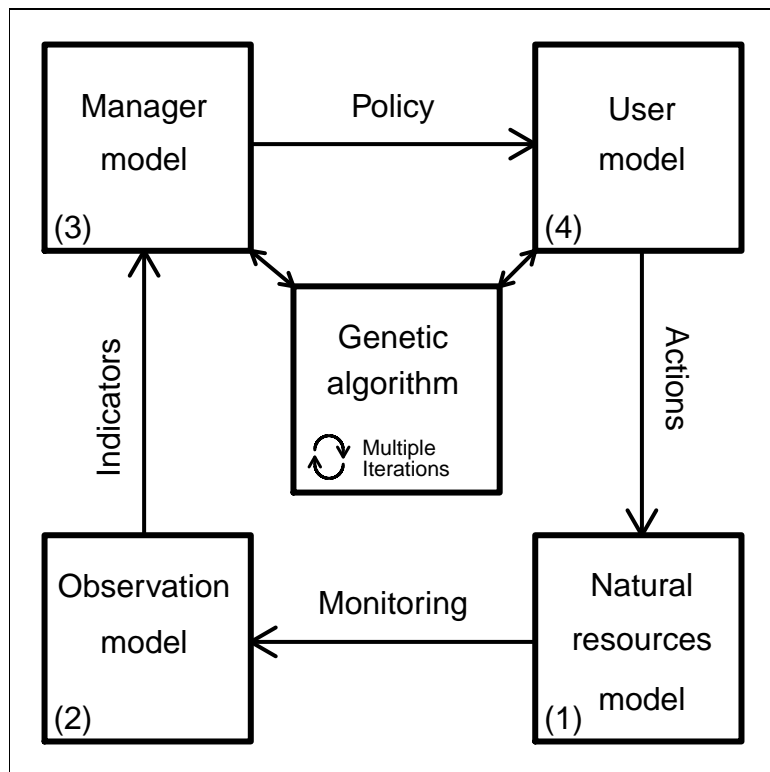 Manager
model
(3)
Policy
User
model
(4)
Genetic
algorithm
Multiple
Iterations
Indicators
Actions
Observation
model
(2)
Monitoring
Natural
resources
model
(1)